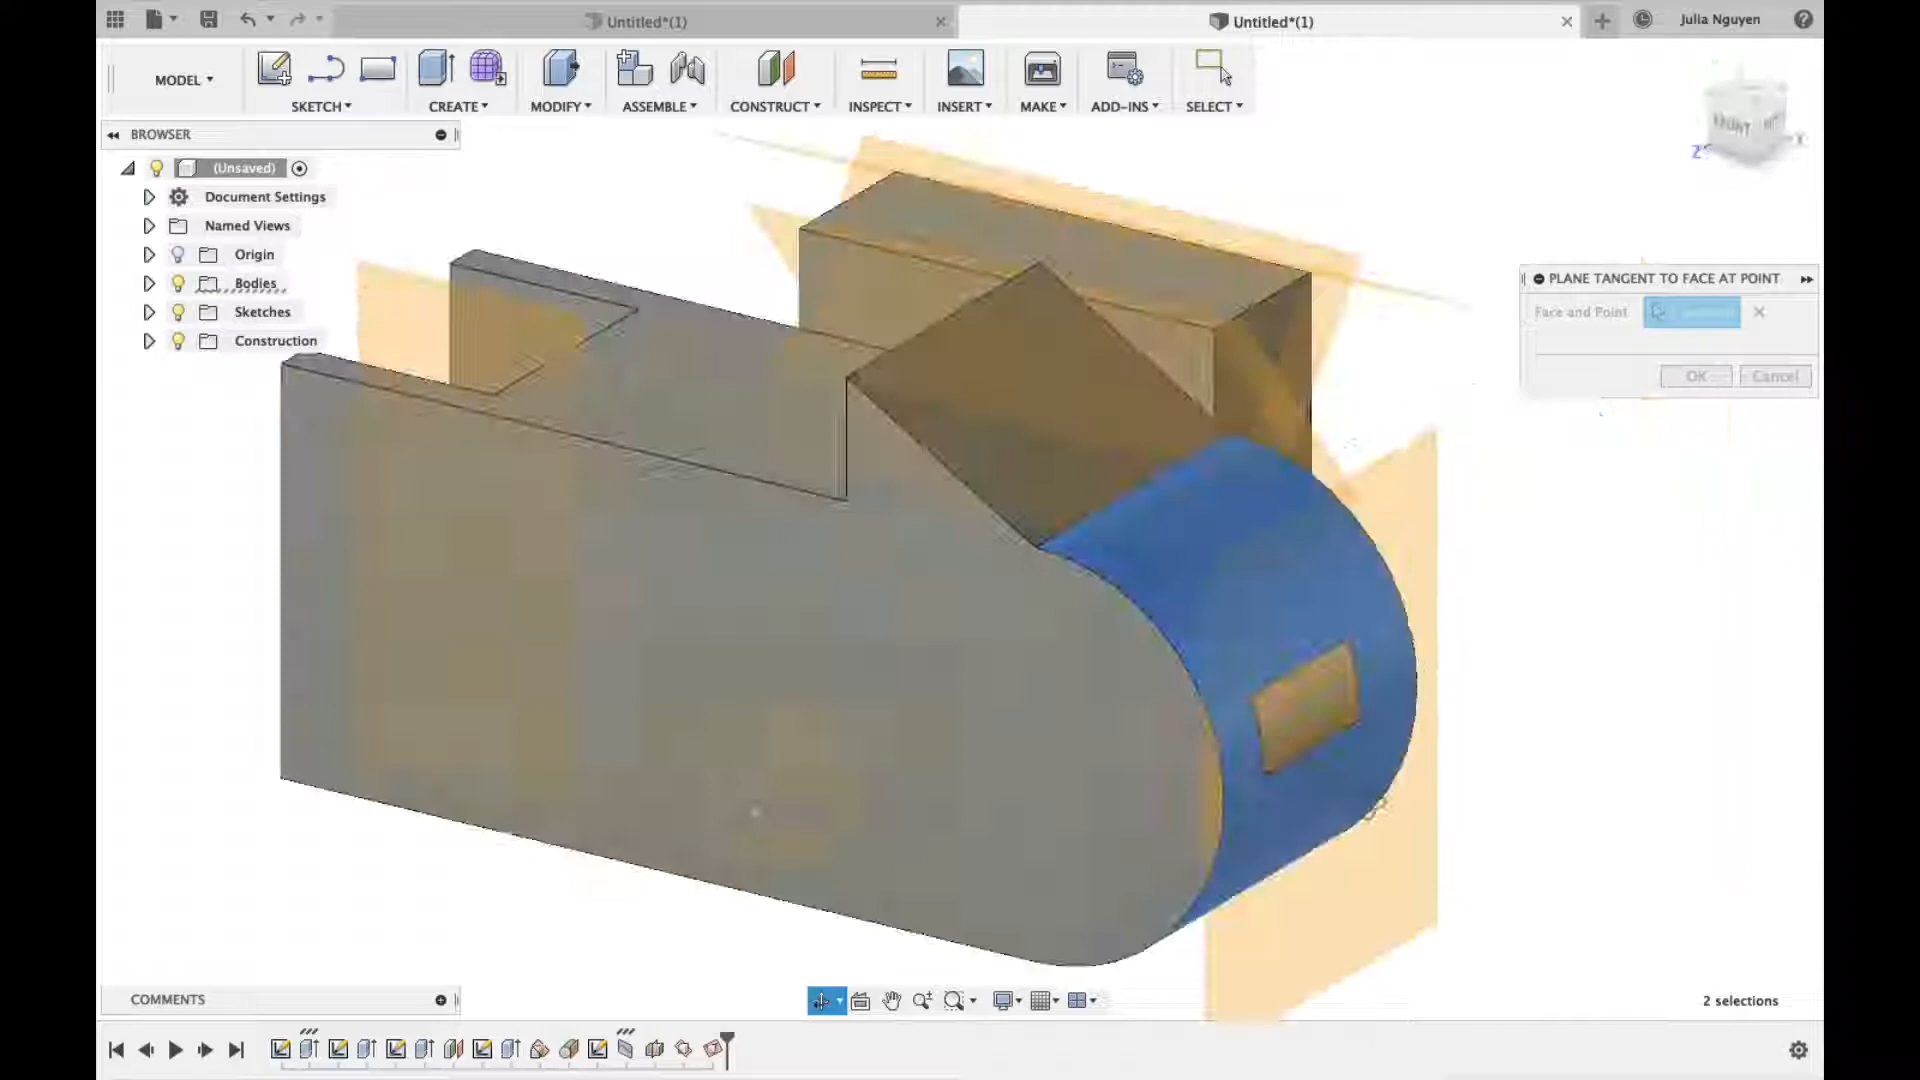 Untitled*(1)
Untitled*(1)
Julia Nguyen
MODEL
SKETCH
CREATE
MODIFY
ASSEMBLE
CONSTRUCT
INSPECT
INSERT
MAKE
ADD-INS
SELECT
BROWSER
(Unsaved)
Document Settings
Named Views
Origin
Bodies
Sketches
Construction
FRONT
Z
PLANE TANGENT TO FACE AT POINT
Face and Point
OK
Cancel
COMMENTS
2 selections